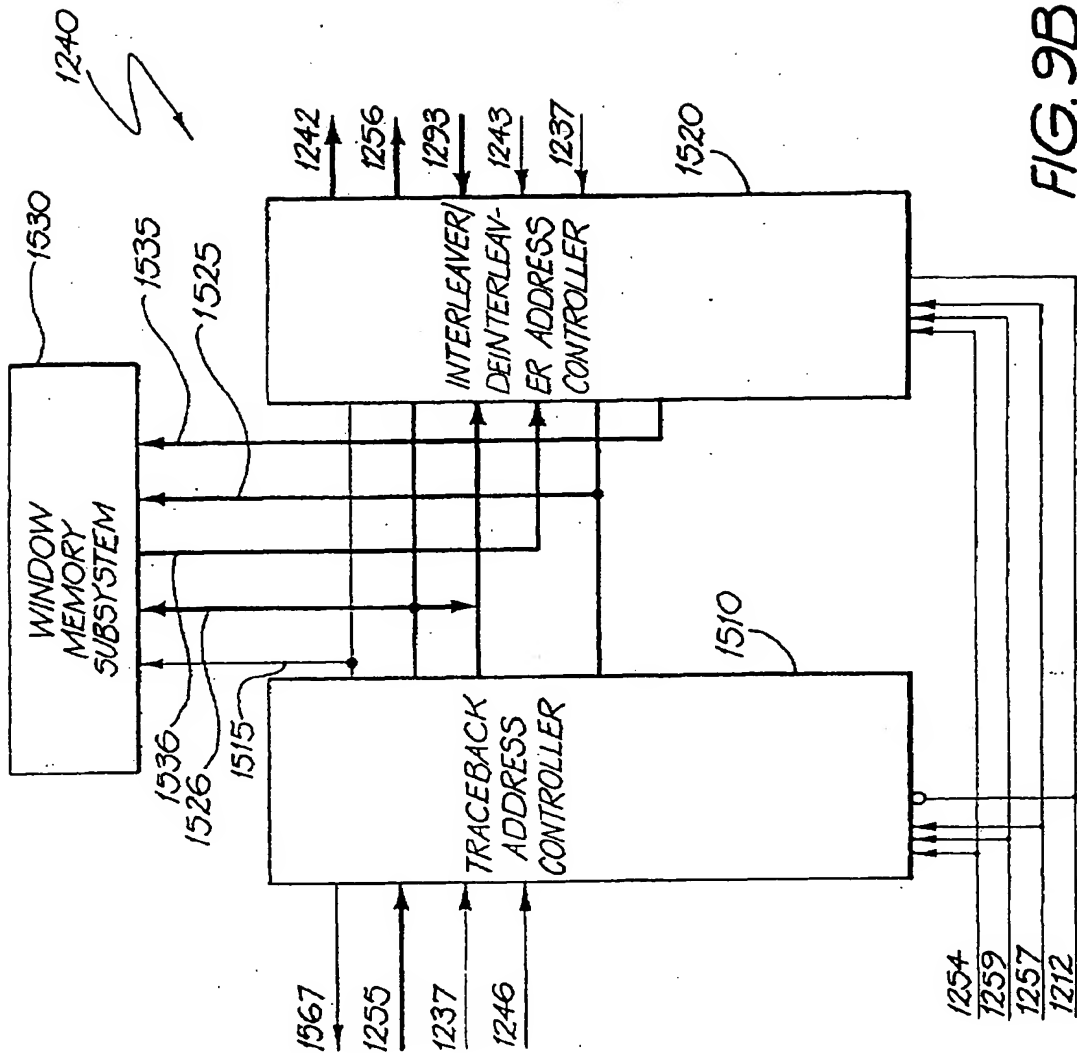 1240
1530
WINDOW
MEMORY
SUBSYSTEM
1535
1525
1536
1526
1515
1242
1256
1293
1243
1237
INTERLEAVER/
DEINTERLEAV-
ER ADDRESS
CONTROLLER
1520
1510
TRACEBACK
ADDRESS
CONTROLLER
1567
1255
1237
1246
1254
1259
1257
1212
FIG. 9B